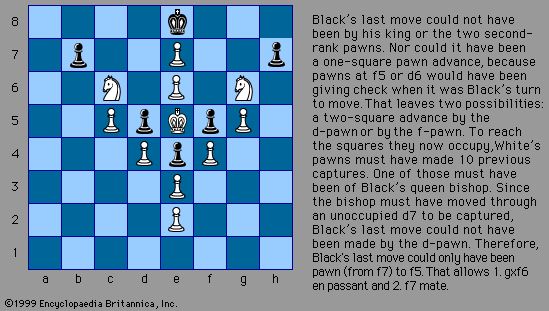 8
7
6
5
4
3
2
1
a b c d e f g h
©1999 Encyclopaedia Britannica, Inc.
Black's last move could not have
been by his king or the two second-
rank pawns. Nor could it have been
a one-square pawn advance, because
pawns at f5 or d6 would have been
giving check when it was Black's turn
to move. That leaves two possibilities:
a two-square advance by the
d-pawn or by the f-pawn. To reach
the squares they now occupy, White's
pawns must have made 10 previous
captures. One of those must have
been of Black's queen bishop. Since
the bishop must have moved through
an unoccupied d7 to be captured,
Black's last move could not have
been made by the d-pawn. Therefore,
Black's last move could only have been
pawn (from f7) to f5. That allows 1. gxf6
en passant and 2. f7 mate.